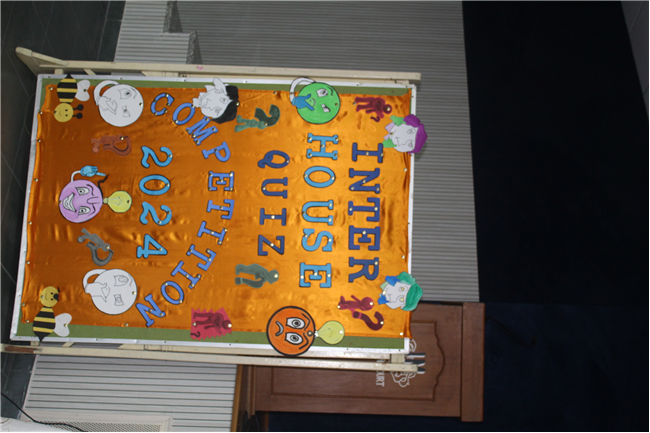 INTER
HOUSE
QUIZ
COMPETITION
2024